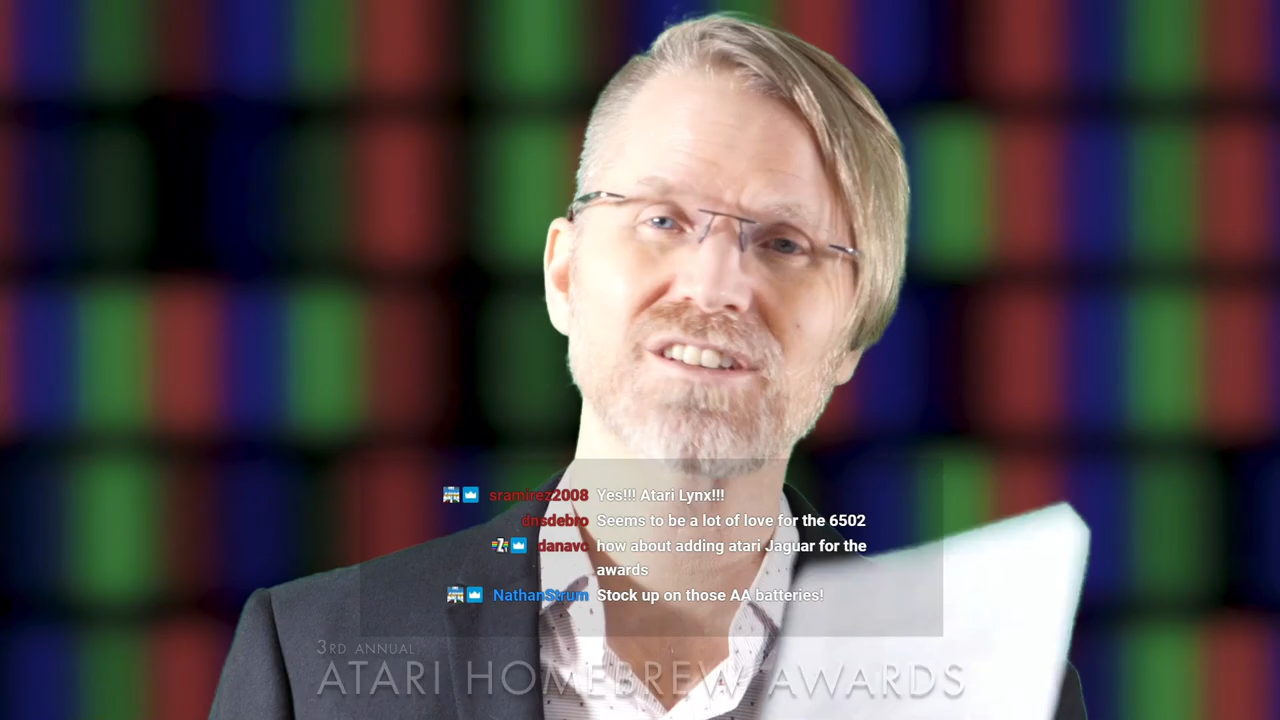 sramirez2008 Yes!!! Atari Lynx!!!
dnsdebro Seems to be a lot of love for the 6502
danavc how about adding atari Jaguar for the
awards
NathanStrum Stock up on those AA batteries!
3RD ANNUAL
ATARI HOMEBREW AWARDS